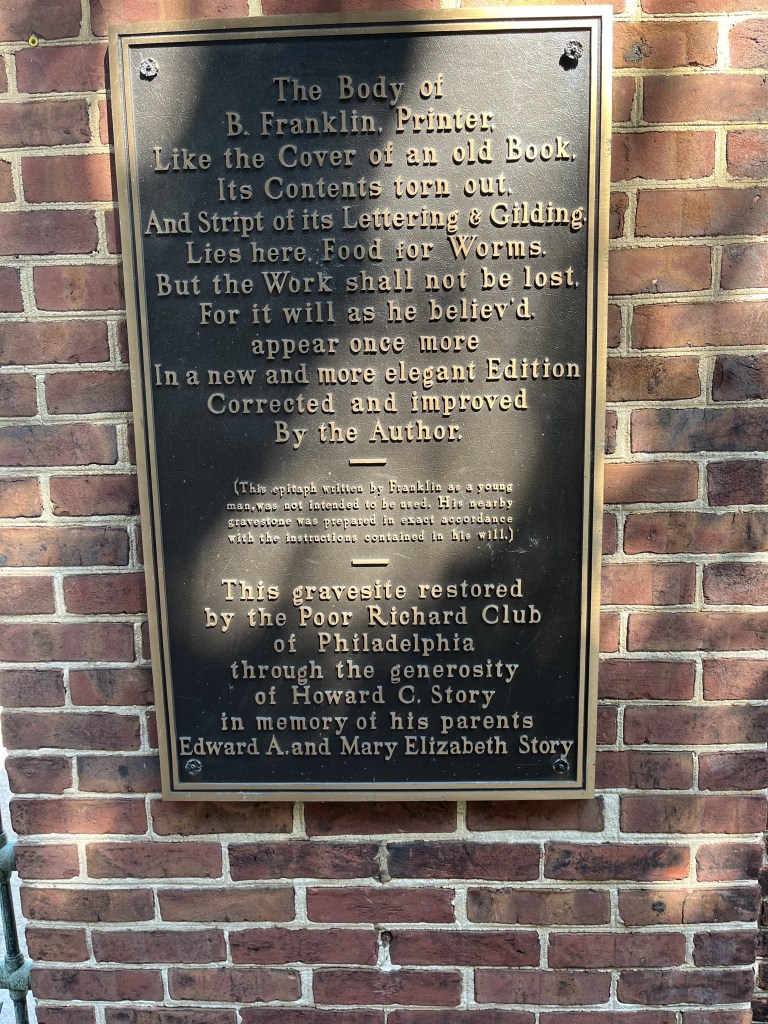 The Body of
B. Franklin, Printer,
Like the Cover of an old Book,
Its Contents torn out,
And Stript of its Lettering & Gilding,
Lies here, Food for Worms.
But the Work shall not be lost,
For it will as he believ'd,
appear once more
In a new and more elegant Edition
Corrected and improved
By the Author.
(This epitaph written by Franklin as a young
man, was not intended to be used. His nearby
gravestone was prepared in exact accordance
with the instructions contained in his will.)
This gravesite restored
by the Poor Richard Club
of Philadelphia
through the generosity
of Howard C. Story
in memory of his parents
Edward A. and Mary Elizabeth Story